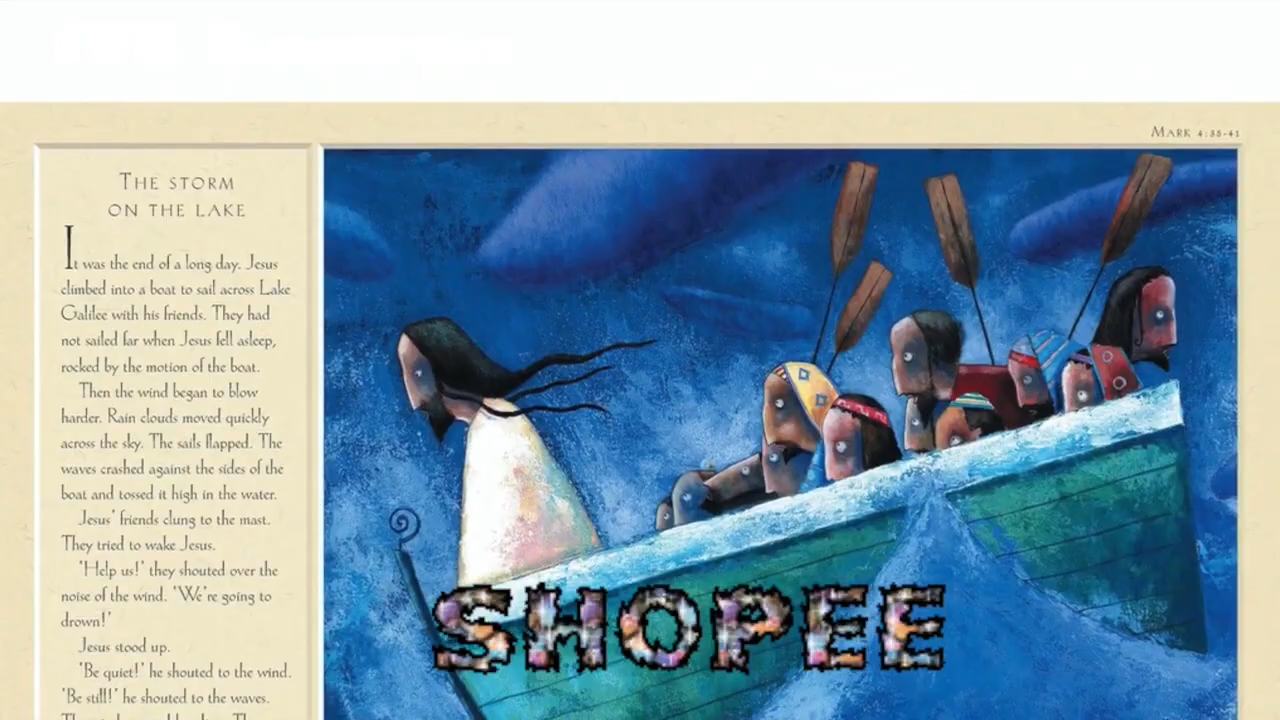 MARK 4:35-41
THE STORM
ON THE LAKE
It was the end of a long day. Jesus
climbed into a boat to sail across Lake
Galilee with his friends. They had
not sailed far when Jesus fell asleep,
rocked by the motion of the boat.
Then the wind began to blow
harder. Rain clouds moved quickly
across the sky. The sails flapped. The
waves crashed against the sides of the
boat and tossed it high in the water.
Jesus' friends clung to the mast.
They tried to wake Jesus.
'Help us!' they shouted over the
noise of the wind. 'We're going to
drown!'
Jesus stood up.
'Be quiet!' he shouted to the wind.
'Be still!' he shouted to the waves.
SHOPEE